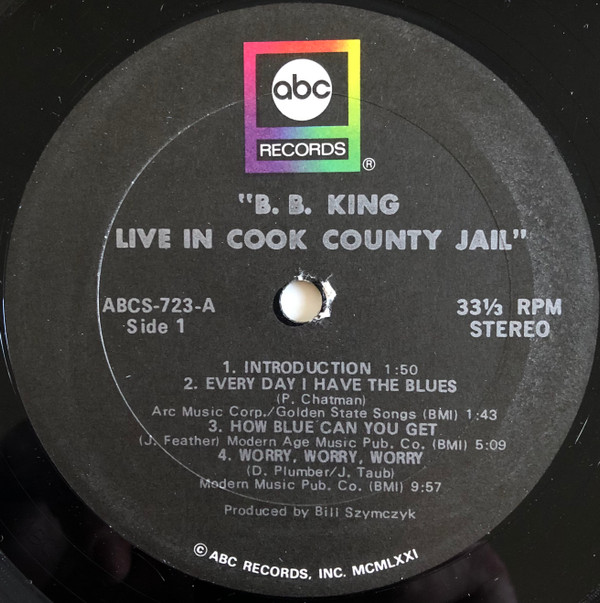 abc
RECORDS
®
"B. B. KING
LIVE IN COOK COUNTY JAIL"
ABCS-723-A
Side 1
33⅓ RPM
STEREO
1. INTRODUCTION 1:50
2. EVERY DAY I HAVE THE BLUES
(P. Chatman)
Arc Music Corp./Golden State Songs (BMI) 1:43
3. HOW BLUE CAN YOU GET
(J. Feather) Modern Age Music Pub. Co. (BMI) 5:09
4. WORRY, WORRY, WORRY
(D. Plumber/J. Taub)
Modern Music Pub. Co. (BMI) 9:57
Produced by Bill Szymczyk
© ABC RECORDS, INC. MCMLXXI